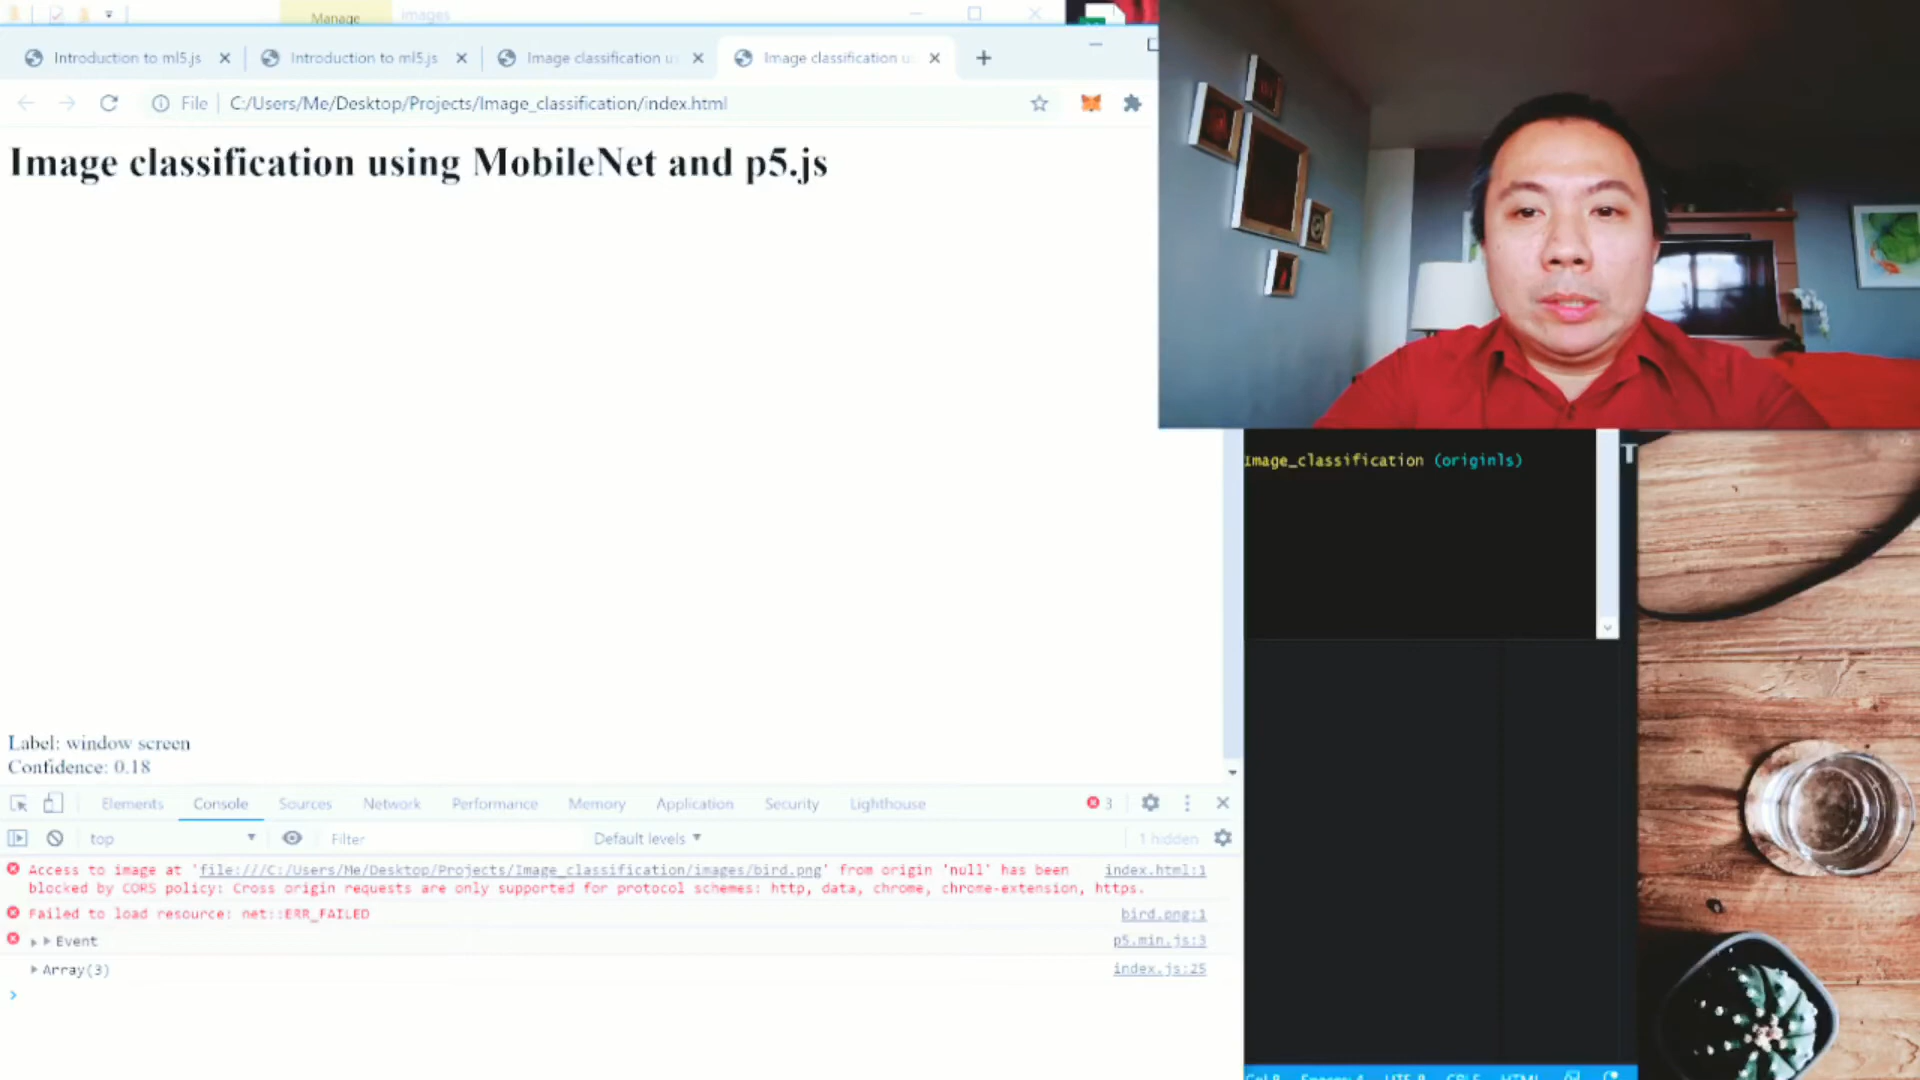 Manage
images
Introduction to ml5.js
Introduction to ml5.js
Image classification u
Image classification u
File
C:/Users/Me/Desktop/Projects/Image_classification/index.html
Image classification using MobileNet and p5.js
Image_classification (origin1s)
Label: window screen
Confidence: 0.18
Elements Console Sources Network Performance Memory Application Security Lighthouse 3
top Filter Default levels 1 hidden
Access to image at 'file:///C:/Users/Me/Desktop/Projects/Image_classification/images/bird.png' from origin 'null' has been index.html:1
blocked by CORS policy: Cross origin requests are only supported for protocol schemes: http, data, chrome, chrome-extension, https.
Failed to load resource: net::ERR_FAILED bird.png:1
Event p5.min.js:3
Array(3) index.js:25